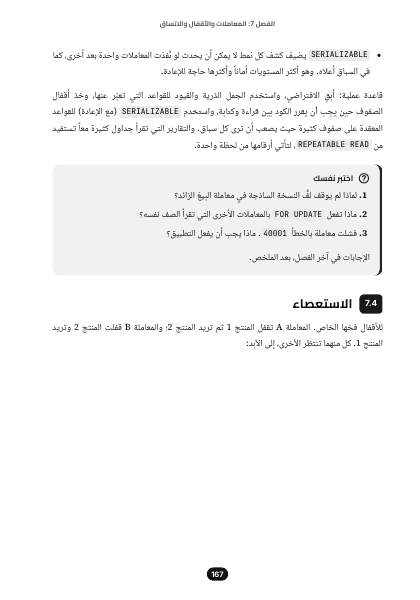 الفصل 7: المعاملات والأقفال والاتساق
• SERIALIZABLE يضيف كشف كل نمط لا يمكن أن يحدث لو نُفذت المعاملات واحدة بعد أخرى، كما
في السباق أعلاه. وهو أكثر المستويات أماناً وأكثرها حاجة للإعادة.
قاعدة عملية: أبقِ الافتراضي، واستخدم الجمل الذرية والقيود للقواعد التي تعبّر عنها، وخذ أقفال
الصفوف حين يجب أن يقرر الكود بين قراءة وكتابة، واستخدم SERIALIZABLE (مع الإعادة) للقواعد
المعقدة على صفوف كثيرة حيث يصعب أن ترى كل سباق. والتقارير التي تقرأ جداول كثيرة معاً تستفيد
من REPEATABLE READ، لتأتي أرقامها من لحظة واحدة.
اختبر نفسك
1. لماذا لم يوقف لفُّ النسخة الساذجة في معاملة البيعَ الزائد؟
2. ماذا تفعل FOR UPDATE بالمعاملات الأخرى التي تقرأ الصف نفسه؟
3. فشلت معاملة بالخطأ 40001. ماذا يجب أن يفعل التطبيق؟
الإجابات في آخر الفصل، بعد الملخص.
7.4 الاستعصاء
للأقفال فخها الخاص. المعاملة A تقفل المنتج 1 ثم تريد المنتج 2؛ والمعاملة B قفلت المنتج 2 وتريد
المنتج 1. كل منهما تنتظر الأخرى، إلى الأبد:
167